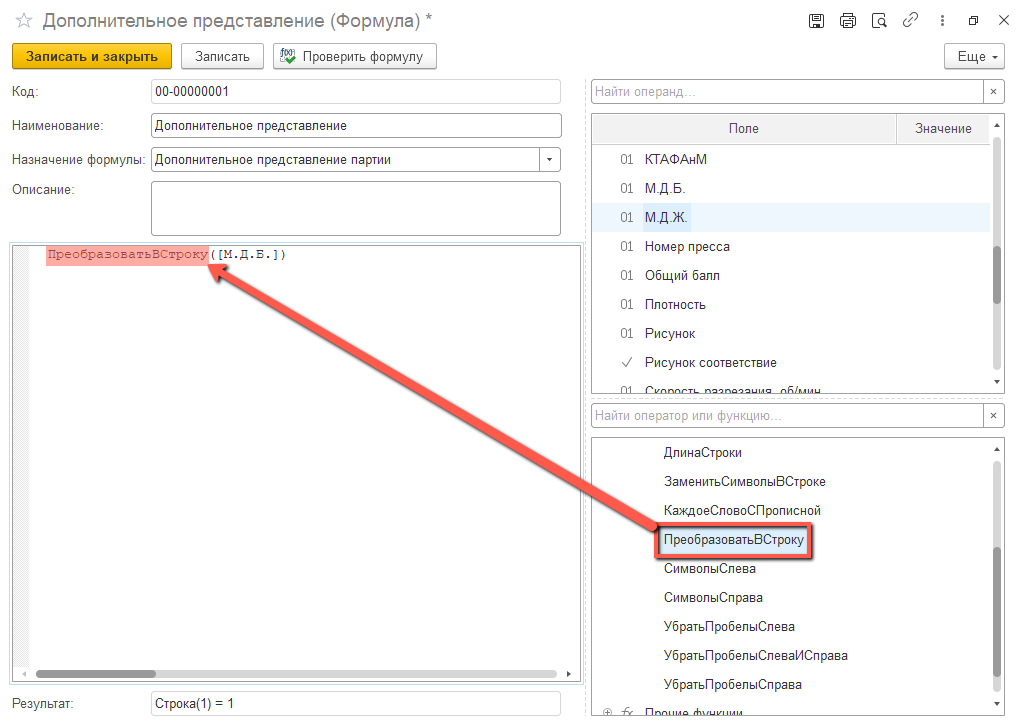 Дополнительное представление (Формула) *
Записать и закрыть
Записать
Проверить формулу
Еще
Код:
00-00000001
Наименование:
Дополнительное представление
Назначение формулы:
Дополнительное представление партии
Описание:
ПреобразоватьВСтроку([М.Д.Б.])
Результат:
Строка(1) = 1
Найти операнд...
Поле
Значение
01 КТАФАнМ
01 М.Д.Б.
01 М.Д.Ж.
01 Номер пресса
01 Общий балл
01 Плотность
01 Рисунок
Рисунок соответствие
01 Скорость разрезания, об/мин
Найти оператор или функцию...
ДлинаСтроки
ЗаменитьСимволыВСтроке
КаждоеСловоСПрописной
ПреобразоватьВСтроку
СимволыСлева
СимволыСправа
УбратьПробелыСлева
УбратьПробелыСлеваИСправа
УбратьПробелыСправа
Прочие функции